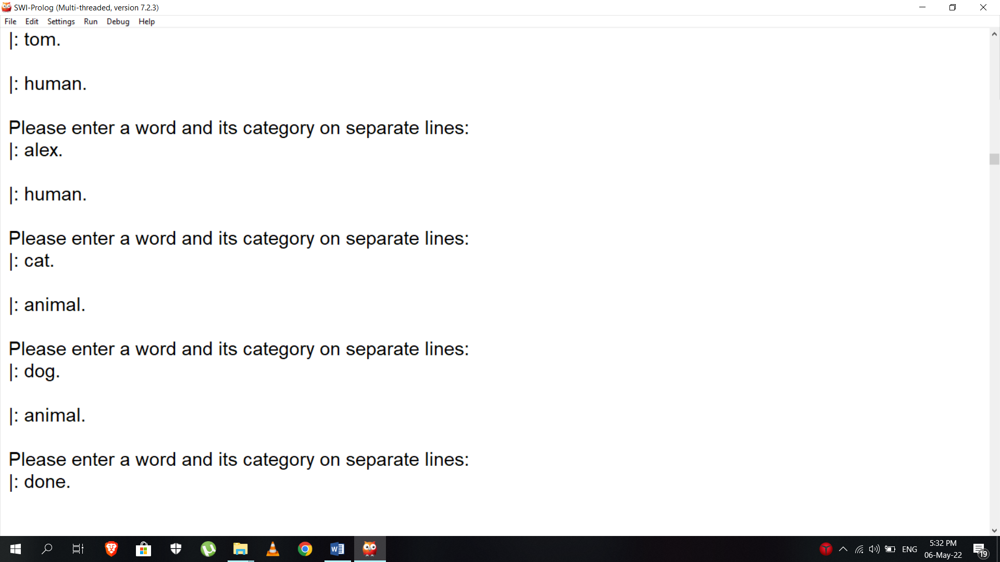 SWI-Prolog (Multi-threaded, version 7.2.3)
File Edit Settings Run Debug Help
|: tom.
|: human.
Please enter a word and its category on separate lines:
|: alex.
|: human.
Please enter a word and its category on separate lines:
|: cat.
|: animal.
Please enter a word and its category on separate lines:
|: dog.
|: animal.
Please enter a word and its category on separate lines:
|: done.
ENG
5:32 PM
06-May-22
19